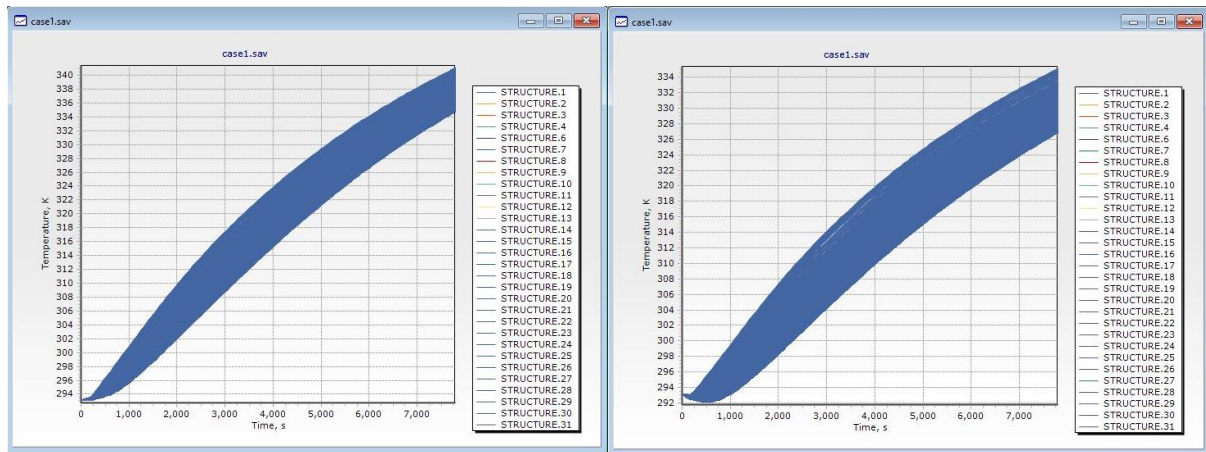 case1.sav
case1.sav
Temperature, K
340
338
336
334
332
330
328
326
324
322
320
318
316
314
312
310
308
306
304
302
300
298
296
294
0 1,000 2,000 3,000 4,000 5,000 6,000 7,000
Time, s
STRUCTURE.1
STRUCTURE.2
STRUCTURE.3
STRUCTURE.4
STRUCTURE.6
STRUCTURE.7
STRUCTURE.8
STRUCTURE.9
STRUCTURE.10
STRUCTURE.11
STRUCTURE.12
STRUCTURE.13
STRUCTURE.14
STRUCTURE.15
STRUCTURE.16
STRUCTURE.17
STRUCTURE.18
STRUCTURE.19
STRUCTURE.20
STRUCTURE.21
STRUCTURE.22
STRUCTURE.23
STRUCTURE.24
STRUCTURE.25
STRUCTURE.26
STRUCTURE.27
STRUCTURE.28
STRUCTURE.29
STRUCTURE.30
STRUCTURE.31
case1.sav
case1.sav
Temperature, K
334
332
330
328
326
324
322
320
318
316
314
312
310
308
306
304
302
300
298
296
294
292
0 1,000 2,000 3,000 4,000 5,000 6,000 7,000
Time, s
STRUCTURE.1
STRUCTURE.2
STRUCTURE.3
STRUCTURE.4
STRUCTURE.6
STRUCTURE.7
STRUCTURE.8
STRUCTURE.9
STRUCTURE.10
STRUCTURE.11
STRUCTURE.12
STRUCTURE.13
STRUCTURE.14
STRUCTURE.15
STRUCTURE.16
STRUCTURE.17
STRUCTURE.18
STRUCTURE.19
STRUCTURE.20
STRUCTURE.21
STRUCTURE.22
STRUCTURE.23
STRUCTURE.24
STRUCTURE.25
STRUCTURE.26
STRUCTURE.27
STRUCTURE.28
STRUCTURE.29
STRUCTURE.30
STRUCTURE.31